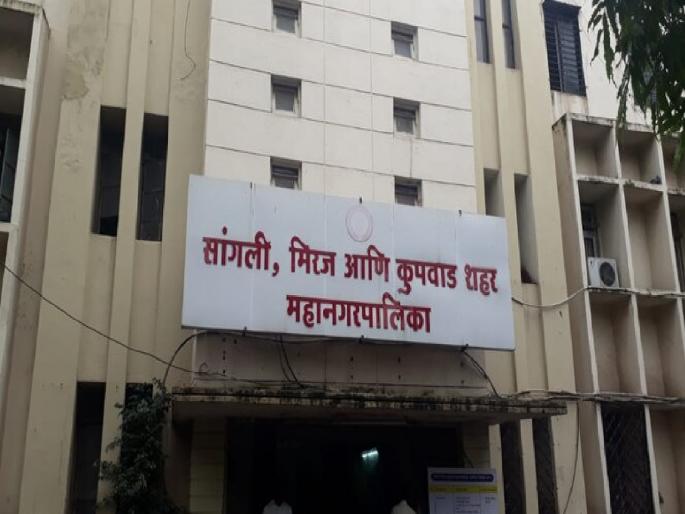 सांगली, मिरज आणि कुपवाड शहर
महानगरपालिका